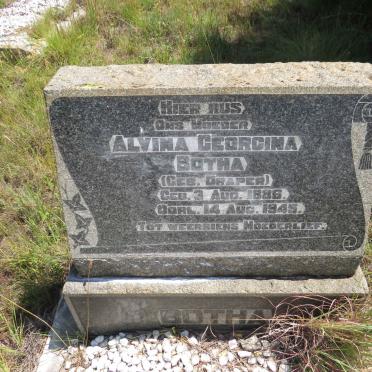 HIER RUS
ONS MOEDER
ALVINA GEORGINA
BOTHA
(GEB. DRAPER)
GEB. 3 AUG. 1886
OORL. 14 AUG. 1945.
TOT WEERSIENS MOEDERLIEF.
BOTHA